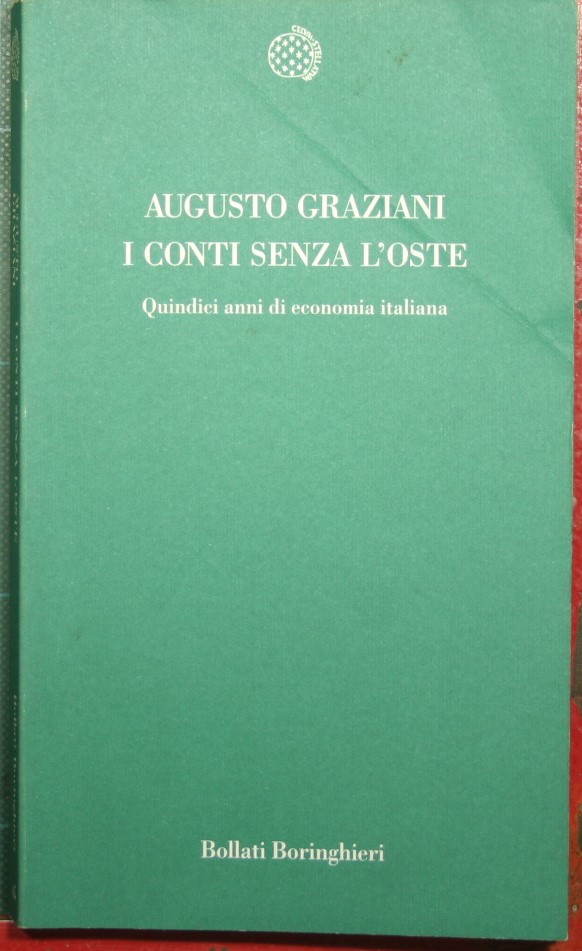 AUGUSTO GRAZIANI
I CONTI SENZA L'OSTE
Quindici anni di economia italiana
Bollati Boringhieri